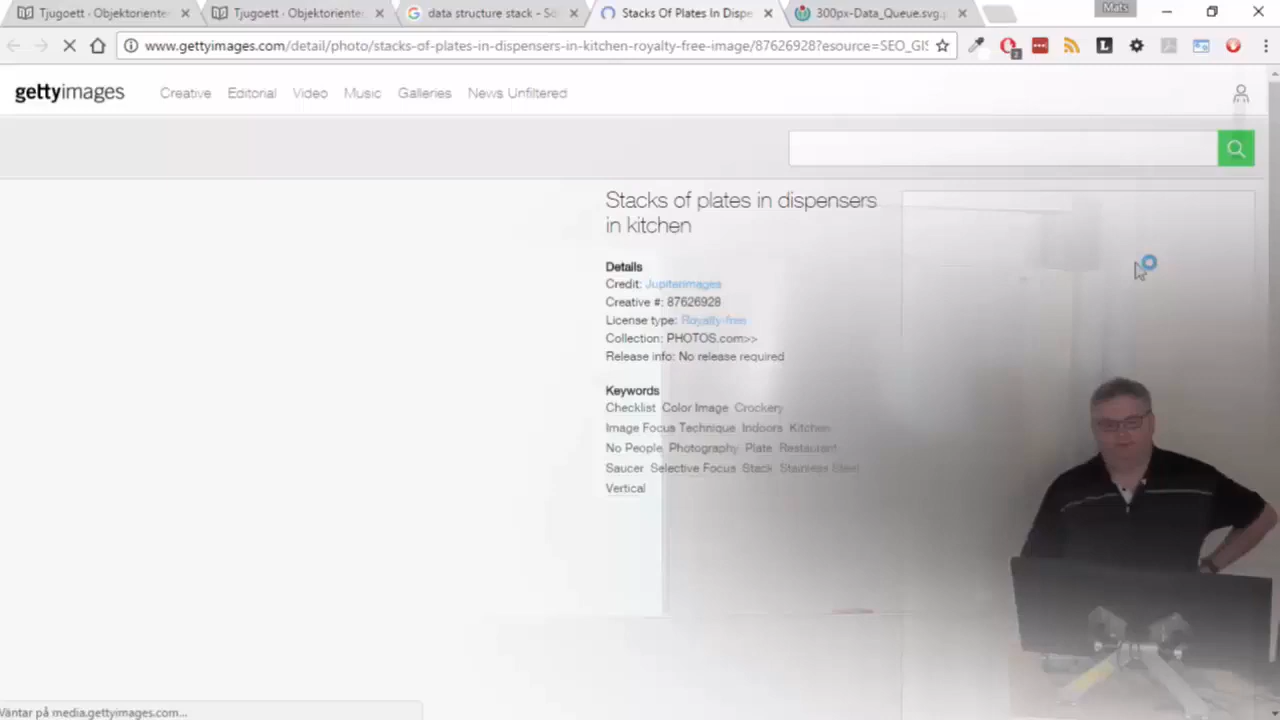 Tjugoett · Objektoriente
Tjugoett · Objektoriente
data structure stack - So
Stacks Of Plates In Dispe
300px-Data_Queue.svg.p
Mats
www.gettyimages.com/detail/photo/stacks-of-plates-in-dispensers-in-kitchen-royalty-free-image/87626928?esource=SEO_GIS
2
gettyimages
Creative Editorial Video Music Galleries News Unfiltered
Stacks of plates in dispensers
in kitchen
Details
Credit: Jupiterimages
Creative #: 87626928
License type: Royalty-free
Collection: PHOTOS.com>>
Release info: No release required
Keywords
Checklist Color Image Crockery
Image Focus Technique Indoors Kitchen
No People Photography Plate Restaurant
Saucer Selective Focus Stack Stainless Steel
Vertical
Väntar på media.gettyimages.com...